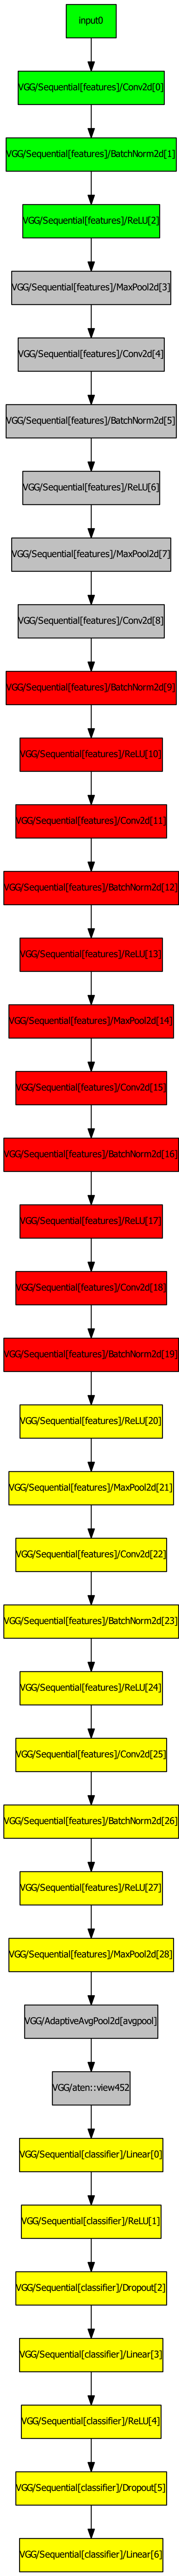 input0
VGG/Sequential[features]/Conv2d[0]
VGG/Sequential[features]/BatchNorm2d[1]
VGG/Sequential[features]/ReLU[2]
VGG/Sequential[features]/MaxPool2d[3]
VGG/Sequential[features]/Conv2d[4]
VGG/Sequential[features]/BatchNorm2d[5]
VGG/Sequential[features]/ReLU[6]
VGG/Sequential[features]/MaxPool2d[7]
VGG/Sequential[features]/Conv2d[8]
VGG/Sequential[features]/BatchNorm2d[9]
VGG/Sequential[features]/ReLU[10]
VGG/Sequential[features]/Conv2d[11]
VGG/Sequential[features]/BatchNorm2d[12]
VGG/Sequential[features]/ReLU[13]
VGG/Sequential[features]/MaxPool2d[14]
VGG/Sequential[features]/Conv2d[15]
VGG/Sequential[features]/BatchNorm2d[16]
VGG/Sequential[features]/ReLU[17]
VGG/Sequential[features]/Conv2d[18]
VGG/Sequential[features]/BatchNorm2d[19]
VGG/Sequential[features]/ReLU[20]
VGG/Sequential[features]/MaxPool2d[21]
VGG/Sequential[features]/Conv2d[22]
VGG/Sequential[features]/BatchNorm2d[23]
VGG/Sequential[features]/ReLU[24]
VGG/Sequential[features]/Conv2d[25]
VGG/Sequential[features]/BatchNorm2d[26]
VGG/Sequential[features]/ReLU[27]
VGG/Sequential[features]/MaxPool2d[28]
VGG/AdaptiveAvgPool2d[avgpool]
VGG/aten::view452
VGG/Sequential[classifier]/Linear[0]
VGG/Sequential[classifier]/ReLU[1]
VGG/Sequential[classifier]/Dropout[2]
VGG/Sequential[classifier]/Linear[3]
VGG/Sequential[classifier]/ReLU[4]
VGG/Sequential[classifier]/Dropout[5]
VGG/Sequential[classifier]/Linear[6]